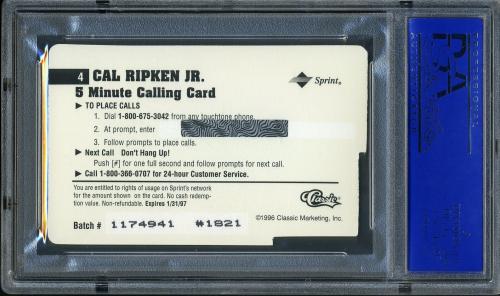 4 CAL RIPKEN JR.
Sprint®
5 Minute Calling Card
▶ TO PLACE CALLS
1. Dial 1-800-675-3042 from any touchtone phone.
2. At prompt, enter
3. Follow prompts to place calls.
▶ Next Call Don't Hang Up!
Push [#] for one full second and follow prompts for next call.
▶ Call 1-800-366-0707 for 24-hour Customer Service.
You are entitled to rights of usage on Sprint's network
for the amount shown on the card. No cash redemp-
tion value. Non-refundable. Expires 1/31/97
Classic
Batch # 1174941 #1821
©1996 Classic Marketing, Inc.
PSA